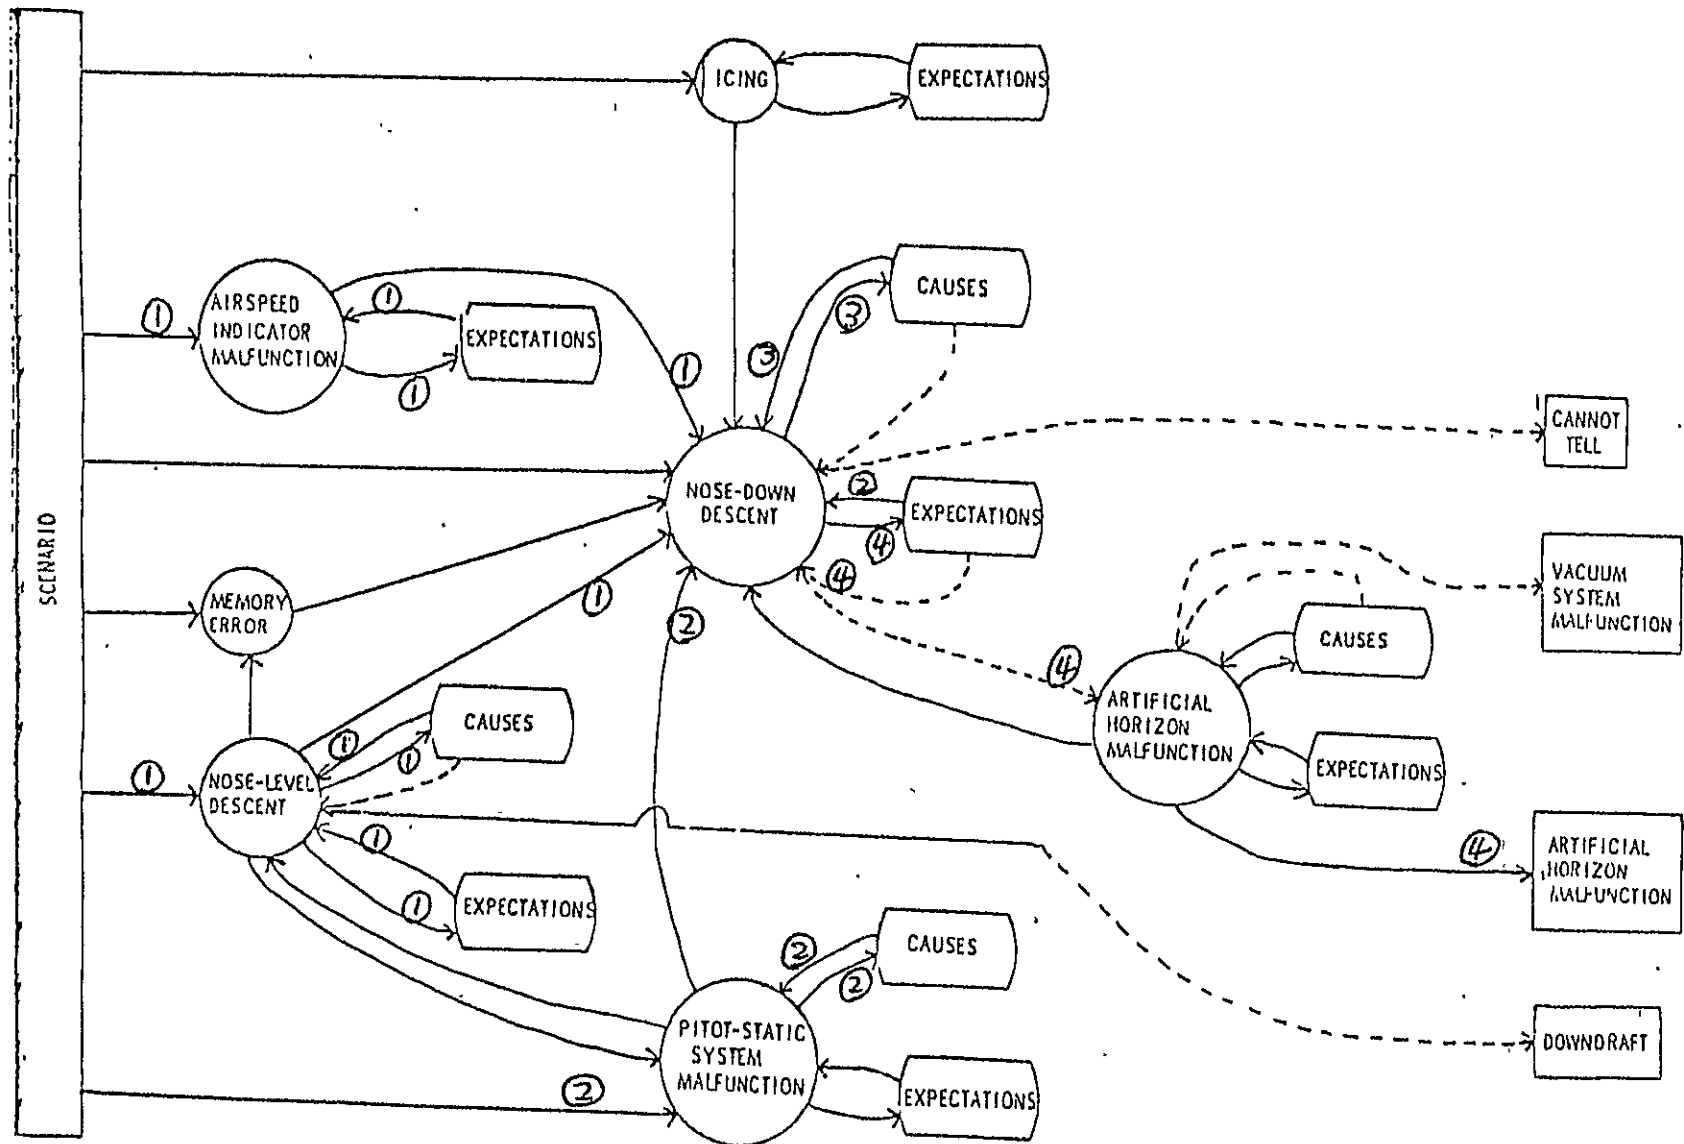 SCENARIO
ICING
EXPECTATIONS
AIRSPEED
INDICATOR
MALFUNCTION
①
①
EXPECTATIONS
①
①
CAUSES
③
③
CANNOT
TELL
NOSE-DOWN
DESCENT
②
EXPECTATIONS
④
④
MEMORY
ERROR
①
②
VACUUM
SYSTEM
MALFUNCTION
CAUSES
④
ARTIFICIAL
HORIZON
MALFUNCTION
EXPECTATIONS
①
NOSE-LEVEL
DESCENT
CAUSES
①
①
①
EXPECTATIONS
①
ARTIFICIAL
HORIZON
MALFUNCTION
④
CAUSES
②
②
PITOT-STATIC
SYSTEM
MALFUNCTION
②
EXPECTATIONS
DOWNDRAFT